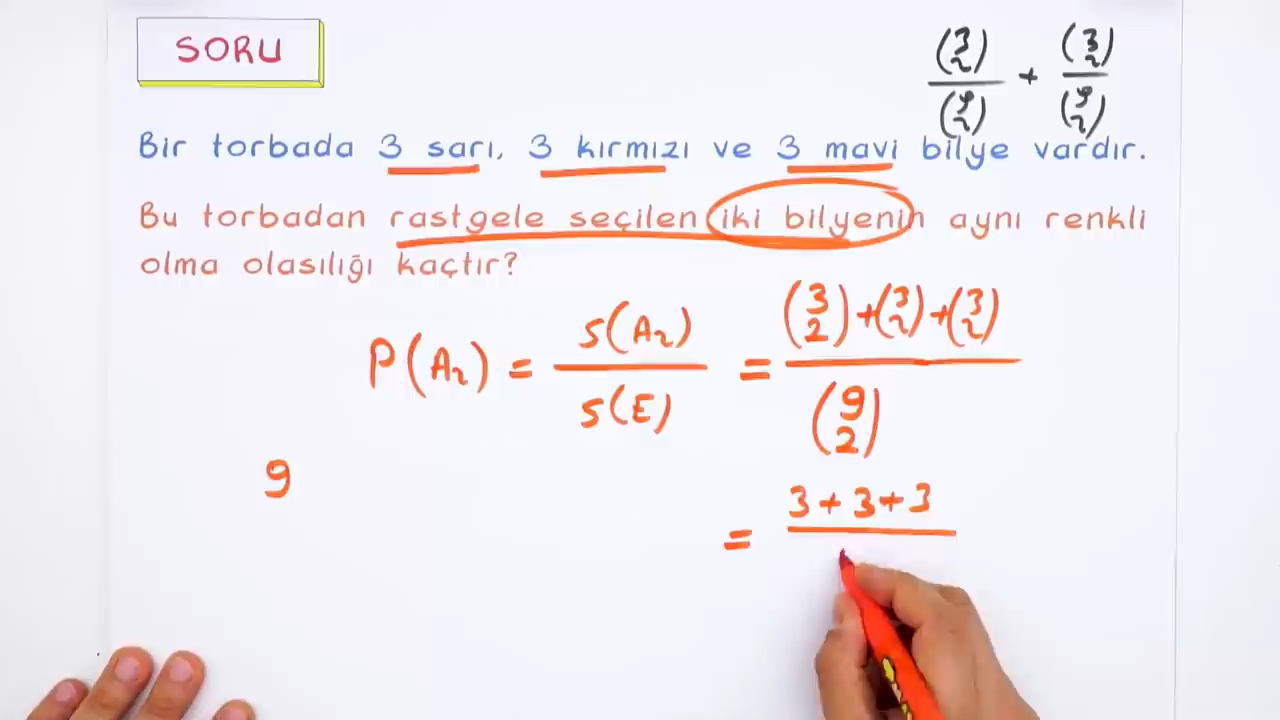 SORU
(3 2)/(9 2) + (3 2)/(9 2)
Bir torbada 3 sarı, 3 kırmızı ve 3 mavi bilye vardır.
Bu torbadan rastgele seçilen iki bilyenin aynı renkli
olma olasılığı kaçtır?
P(A₂) = s(A₂)/s(E) = ((3 2)+(3 2)+(3 2))/(9 2)
9
= 3+3+3